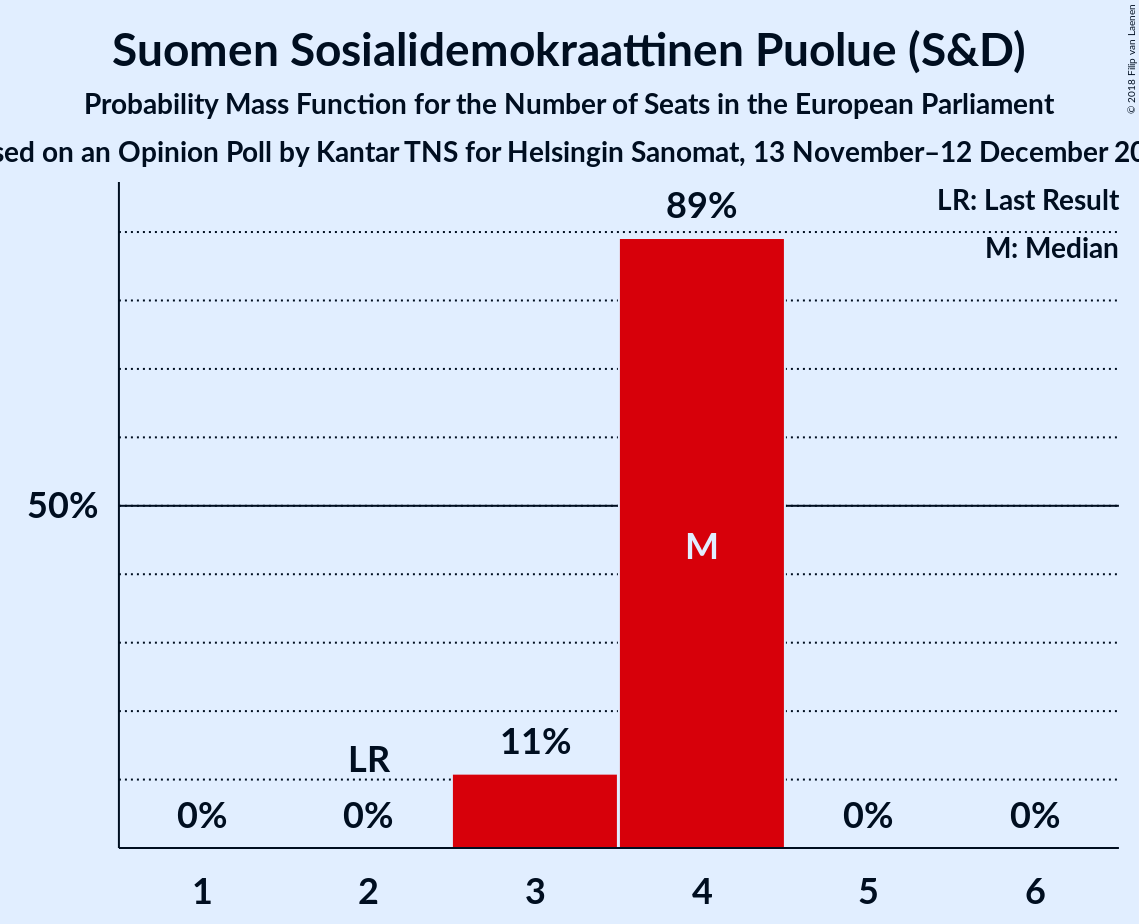 Suomen Sosialidemokraattinen Puolue (S&D)
Probability Mass Function for the Number of Seats in the European Parliament
on an Opinion Poll by Kantar TNS for Helsingin Sanomat, 13 November–12 December
© 2018 Filip van Laenen
LR: Last Result
M: Median
89%
50%
M
11%
LR
0%
0%
0%
0%
1
2
3
4
5
6